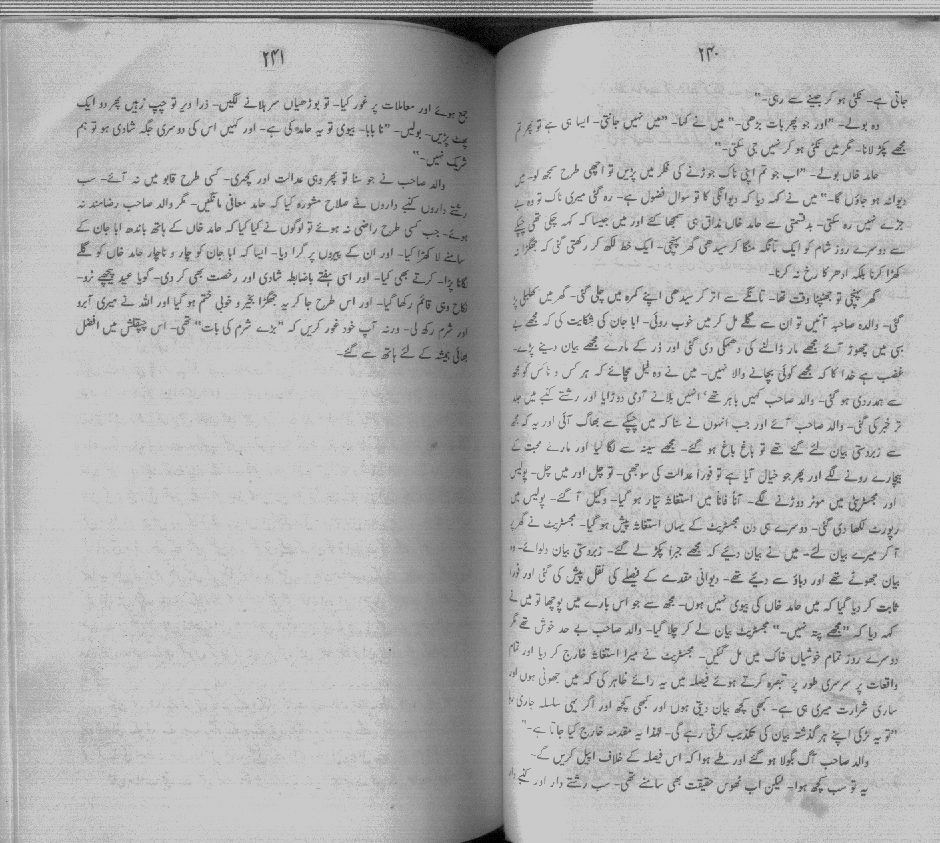 ۲۴۰
جاتی ہے۔ نکٹی ہو کر جینے سے رہی۔"
وہ بولے۔ "اور جو پھر بات بڑھی۔" میں نے کہا۔ "میں نہیں جانتی۔ ایسا ہی ہے تو پھر تم
مجھے پکڑ لانا۔ مگر میں نکٹی ہو کر نہیں جی سکتی۔"
حامد خاں بولے۔ "اب جو تم اپنی ناک جوڑنے کی فکر میں پڑیں تو اچھی طرح سمجھ لو۔ میں
دیوانہ ہو جاؤں گا۔" میں نے کہہ دیا کہ دیوانگی کا تو سوال فضول ہے۔ رہ گئی میری ناک تو وہ بے
جڑے نہیں رہ سکتی۔ بدقسمتی سے حامد خاں مذاق ہی سمجھا کئے اور میں جیسا کہ کہہ چکی تھی چپکے
سے دوسرے روز شام کو ایک تانگہ منگا کر سیدھی گھر پہنچی۔ ایک خط لکھ کر رکھتی گئی کہ جھگڑا نہ
کھڑا کرنا بلکہ ادھر کا رخ نہ کرنا۔
گھر پہنچی تو جھٹپٹا وقت تھا۔ تانگے سے اتر کر سیدھی اپنے کمرہ میں چلی گئی۔ گھر میں کھلبلی پڑ
گئی۔ والدہ صاحبہ آئیں تو ان سے گلے مل کر میں خوب روئی۔ ابا جان کی شکایت کی کہ مجھے بے
بسی میں چھوڑ آئے مجھے مار ڈالنے کی دھمکی دی گئی اور ڈر کے مارے مجھے بیان دینے پڑے۔
غضب ہے خدا کا کہ مجھے کوئی بچانے والا نہیں۔ میں نے وہ فیل مچائے کہ ہر کس و ناکس کو مجھ
سے ہمدردی ہو گئی۔ والد صاحب کہیں باہر تھے' انہیں بلانے آدمی دوڑایا اور رشتے کنبے میں جلد
تر خبر کی گئی۔ والد صاحب آئے اور جب انہوں نے سنا کہ میں چپکے سے بھاگ آئی اور یہ کہ مجھ
سے زبردستی بیان لئے گئے تھے تو باغ باغ ہو گئے۔ مجھے سینہ سے لگا لیا اور مارے محبت کے
بیچارے رونے لگے اور پھر جو خیال آیا ہے تو فوراً عدالت کی سوجھی۔ تو چل اور میں چل۔ پولیس
اور مجسٹریٹی میں موٹر دوڑنے لگے۔ آناً فاناً میں استغاثہ تیار ہو گیا۔ وکیل آ گئے۔ پولیس میں
رپورٹ لکھا دی گئی۔ دوسرے ہی دن مجسٹریٹ کے یہاں استغاثہ پیش ہو گیا۔ مجسٹریٹ نے گھر پر
آ کر میرے بیان لئے۔ میں نے بیان دیئے کہ مجھے جبراً پکڑ لے گئے۔ زبردستی بیان دلوائے۔ وہ
بیان جھوٹے تھے اور دباؤ سے دیئے تھے۔ دیوانی مقدمے کے فیصلے کی نقل پیش کی گئی اور فوراً
ثابت کر دیا گیا کہ میں حامد خاں کی بیوی نہیں ہوں۔ مجھ سے جو اس بارے میں پوچھا تو میں نے
کہہ دیا کہ "مجھے پتہ نہیں۔" مجسٹریٹ بیان لے کر چلا گیا۔ والد صاحب بے حد خوش تھے مگر
دوسرے روز تمام خوشیاں خاک میں مل گئیں۔ مجسٹریٹ نے میرا استغاثہ خارج کر دیا اور تمام
واقعات پر سرسری طور پر تبصرہ کرتے ہوئے فیصلہ میں یہ رائے ظاہر کی کہ میں جھوٹی ہوں اور
ساری شرارت میری ہی ہے۔ کبھی کچھ بیان دیتی ہوں اور کبھی کچھ اور اگر یہی سلسلہ جاری رہا
"تو یہ لڑکی اپنے ہر گذشتہ بیان کی تکذیب کرتی رہے گی۔ لہٰذا یہ مقدمہ خارج کیا جاتا ہے۔"
والد صاحب آگ بگولا ہو گئے اور طے ہوا کہ اس فیصلہ کے خلاف اپیل کریں گے۔
یہ تو سب کچھ ہوا۔ لیکن اب ٹھوس حقیقت بھی سامنے تھی۔ سب رشتے دار اور کنبے دار
۲۴۱
جمع ہوئے اور معاملات پر غور کیا۔ تو بوڑھیاں سر ہلانے لگیں۔ ذرا دیر تو چپ رہیں پھر دو ایک
پھٹ پڑیں۔ بولیں۔ "نا بابا۔ بیوی تو یہ حامد کی ہے۔ اور کہیں اس کی دوسری جگہ شادی ہو تو ہم
شریک نہیں۔"
والد صاحب نے جو سنا تو پھر وہی عدالت اور کچہری۔ کسی طرح قابو میں نہ آئے۔ سب
رشتے داروں کنبے داروں نے صلاح مشورہ کیا کہ حامد معافی مانگیں۔ مگر والد صاحب رضامند نہ
ہوئے۔ جب کسی طرح راضی نہ ہوئے تو لوگوں نے کیا کیا کہ حامد خاں کے ہاتھ باندھ ابا جان کے
سامنے لا کھڑا کیا۔ اور ان کے پیروں پر گرا دیا۔ ایسا کہ ابا جان کو چار و ناچار حامد خاں کو گلے
لگانا پڑا۔ کرتے بھی کیا۔ اور اسی ہفتے باضابطہ شادی اور رخصت بھی کر دی۔ گویا عید پیچھے ٹرو۔
نکاح وہی قائم رکھا گیا۔ اور اس طرح جا کر یہ جھگڑا بخیر و خوبی ختم ہو گیا اور اللہ نے میری آبرو
اور شرم رکھ لی۔ ورنہ آپ خود غور کریں کہ "بڑے شرم کی بات" تھی۔ اس چپقلش میں افضل
بھائی ہمیشہ کے لئے ہاتھ سے گئے۔